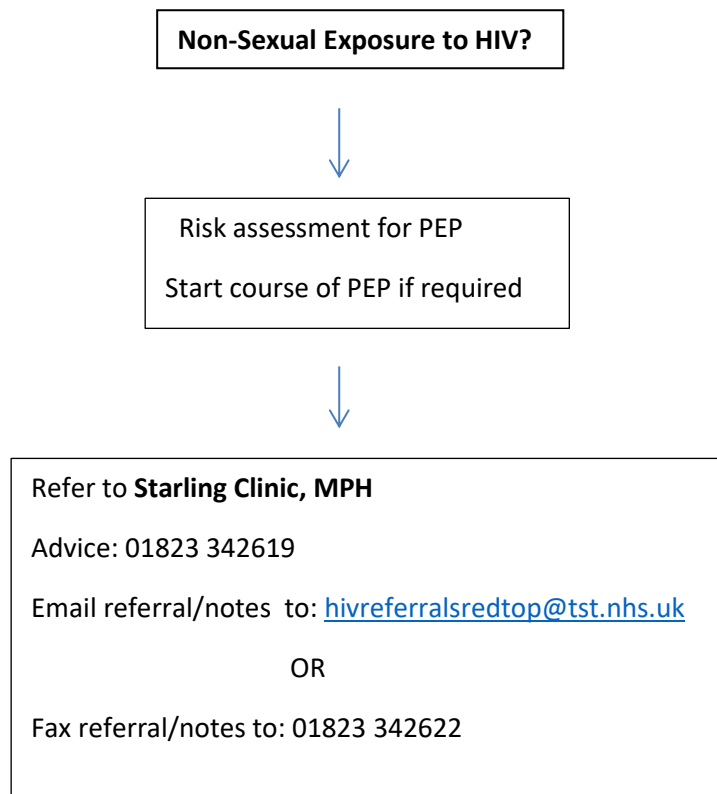 Non-Sexual Exposure to HIV?
Risk assessment for PEP
Start course of PEP if required
Refer to Starling Clinic, MPH
Advice: 01823 342619
Email referral/notes  to: hivreferralsredtop@tst.nhs.uk
OR
Fax referral/notes to: 01823 342622